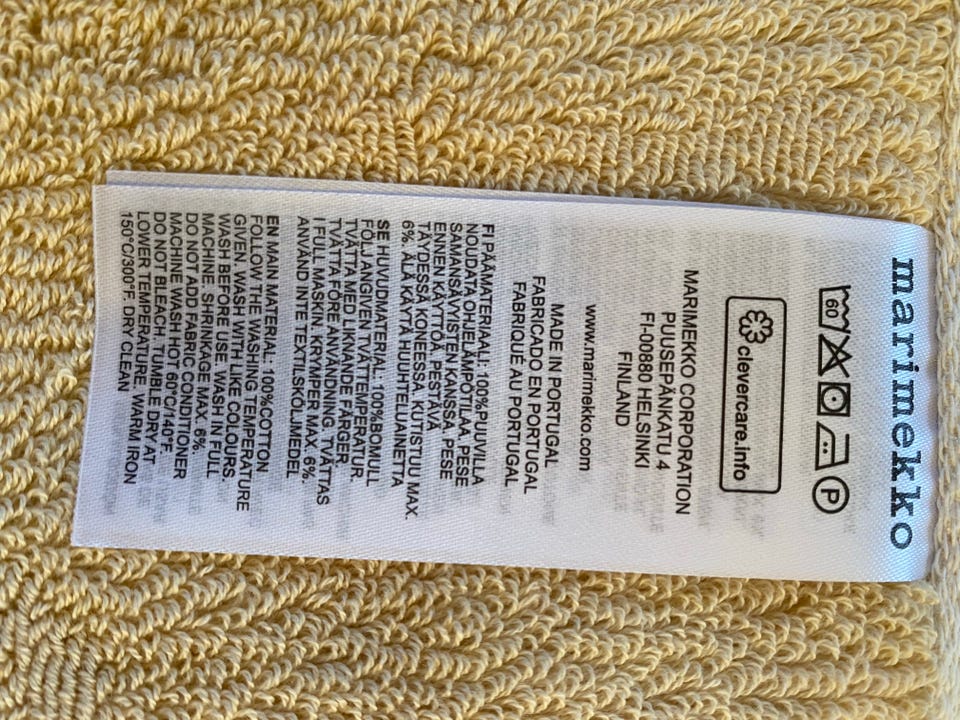 marimekko
60 P
clevercare.info
MARIMEKKO CORPORATION
PUUSEPÄNKATU 4
FI-00880 HELSINKI
FINLAND
www.marimekko.com
MADE IN PORTUGAL
FABRICADO EN PORTUGAL
FABRIQUÉ AU PORTUGAL
FI PÄÄMATERIAALI: 100%PUUVILLA
NOUDATA OHJELÄMPÖTILAA. PESE
SAMANSÄVYISTEN KANSSA. PESE
ENNEN KÄYTTÖÄ. PESTÄVÄ
TÄYDESSÄ KONEESSA. KUTISTUU MAX.
6%. ÄLÄ KÄYTÄ HUUHTELUAINETTA
SE HUVUDMATERIAL: 100%BOMULL
FÖLJ ANGIVEN TVÄTTEMPERATUR.
TVÄTTA MED LIKNANDE FÄRGER.
TVÄTTA FÖRE ANVÄNDNING. TVÄTTAS
I FULL MASKIN. KRYMPER MAX. 6%.
ANVÄND INTE TEXTILSKÖLJMEDEL
EN MAIN MATERIAL: 100%COTTON
FOLLOW THE WASHING TEMPERATURE
GIVEN. WASH WITH LIKE COLOURS.
WASH BEFORE USE. WASH IN FULL
MACHINE. SHRINKAGE MAX. 6%.
DO NOT ADD FABRIC CONDITIONER
MACHINE WASH HOT 60°C/140°F.
DO NOT BLEACH. TUMBLE DRY AT
LOWER TEMPERATURE. WARM IRON
150°C/300°F. DRY CLEAN